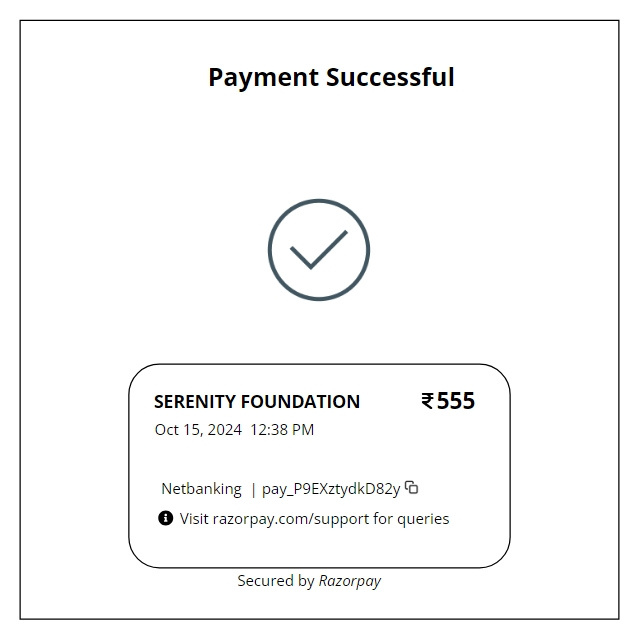 Payment Successful
SERENITY FOUNDATION ₹555
Oct 15, 2024 12:38 PM
Netbanking | pay_P9EXztydkD82y
Visit razorpay.com/support for queries
Secured by Razorpay